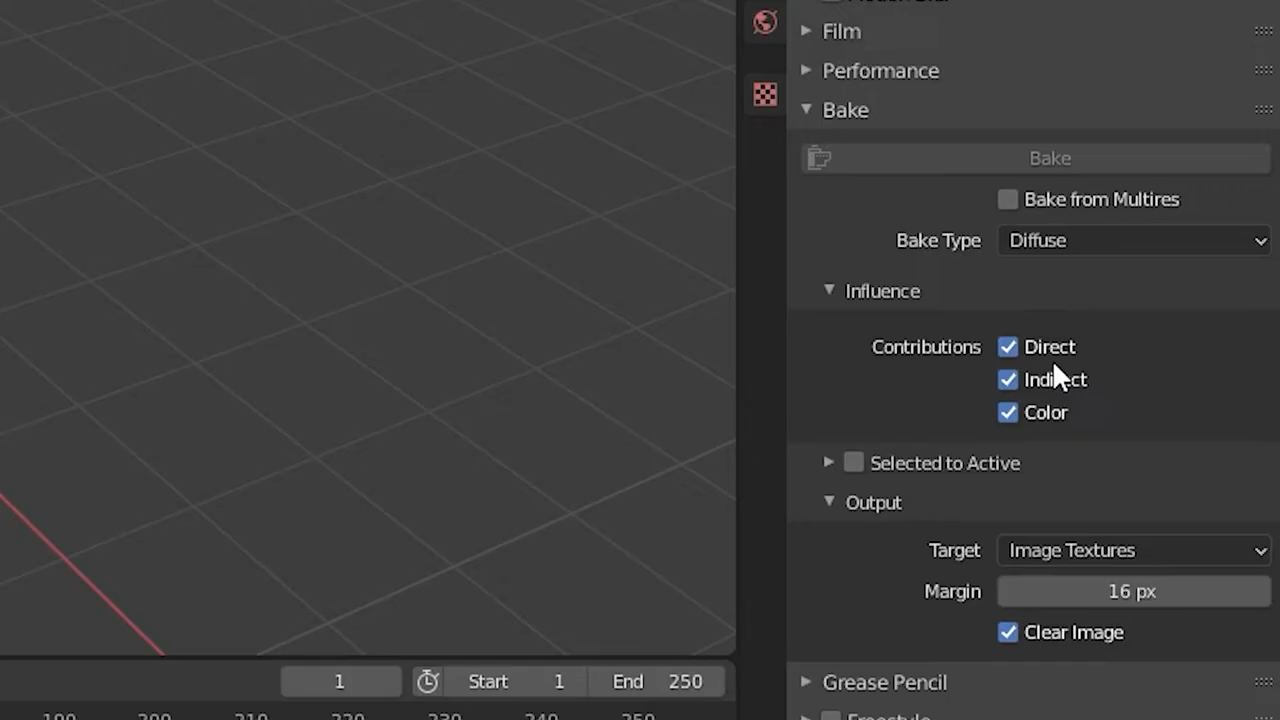 Film
Performance
Bake
Bake
Bake from Multires
Bake Type Diffuse
Influence
Contributions Direct
Indirect
Color
Selected to Active
Output
Target Image Textures
Margin 16 px
Clear Image
Grease Pencil
1 Start 1 End 250